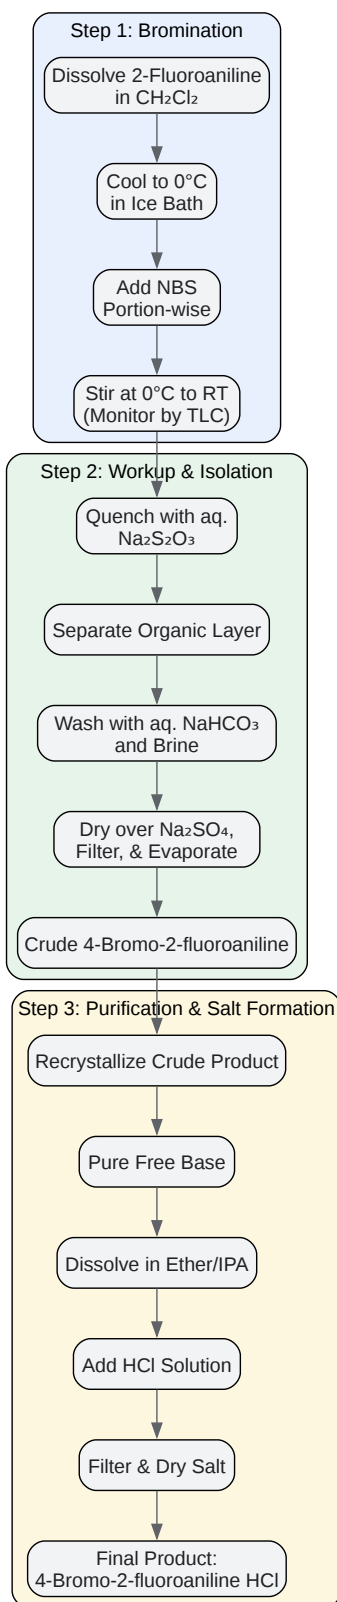 Step 1: Bromination
Dissolve 2-Fluoroaniline
in CH₂Cl₂
Cool to 0°C
in Ice Bath
Add NBS
Portion-wise
Stir at 0°C to RT
(Monitor by TLC)
Step 2: Workup & Isolation
Quench with aq.
Na₂S₂O₃
Separate Organic Layer
Wash with aq. NaHCO₃
and Brine
Dry over Na₂SO₄,
Filter, & Evaporate
Crude 4-Bromo-2-fluoroaniline
Step 3: Purification & Salt Formation
Recrystallize Crude Product
Pure Free Base
Dissolve in Ether/IPA
Add HCl Solution
Filter & Dry Salt
Final Product:
4-Bromo-2-fluoroaniline HCl